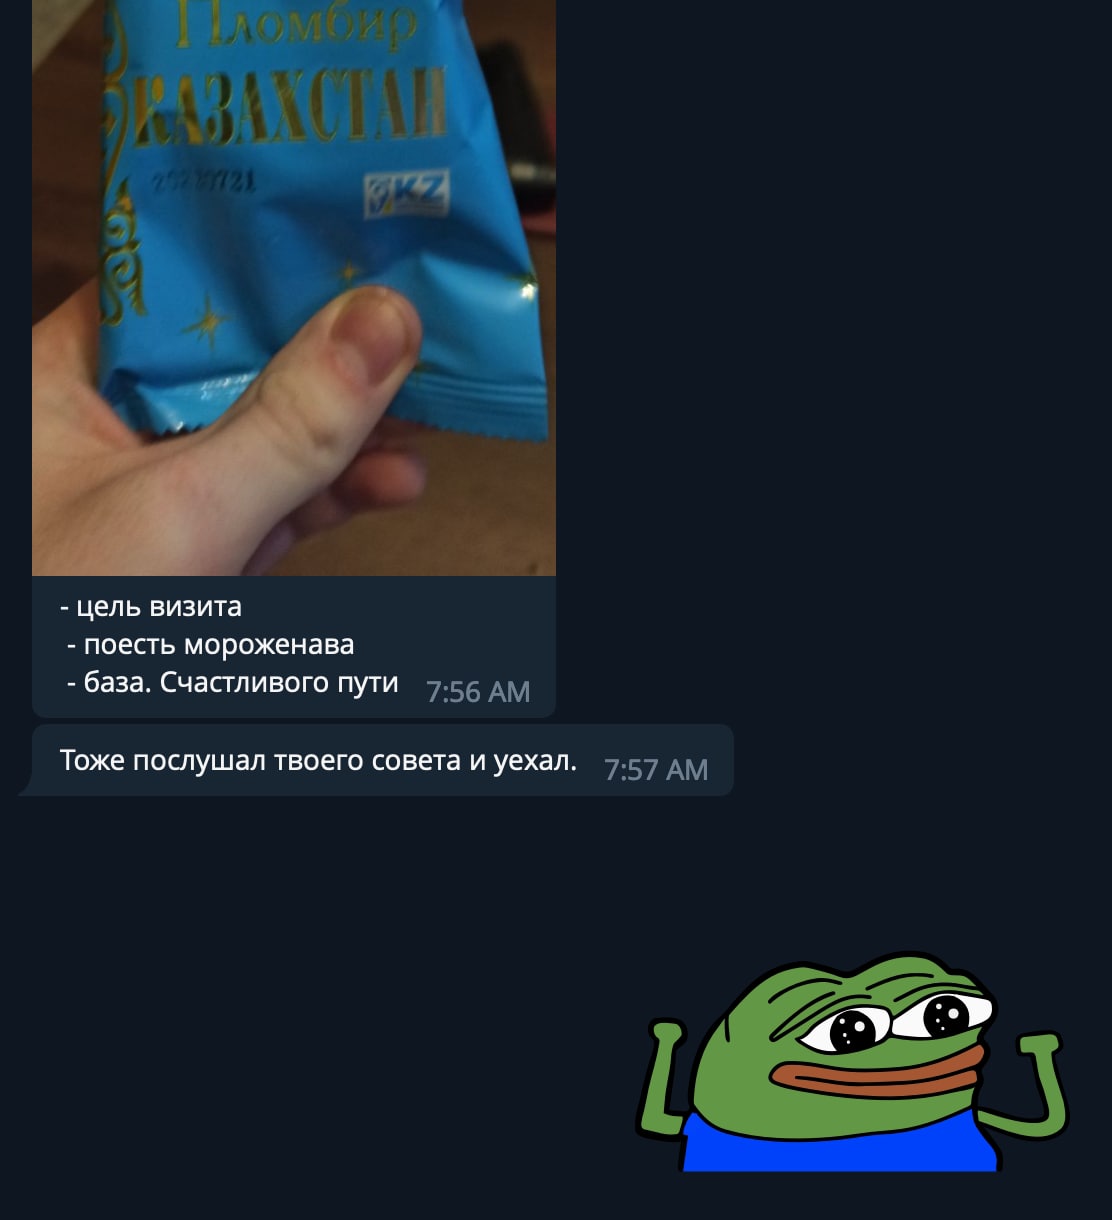 Пломбир
КАЗАХСТАН
KZ
- цель визита
- поесть мороженава
- база. Счастливого пути
7:56 AM
Тоже послушал твоего совета и уехал.
7:57 AM